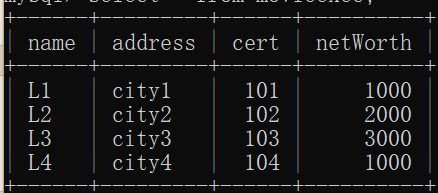 name address cert netWorth
L1 city1 101 1000
L2 city2 102 2000
L3 city3 103 3000
L4 city4 104 1000